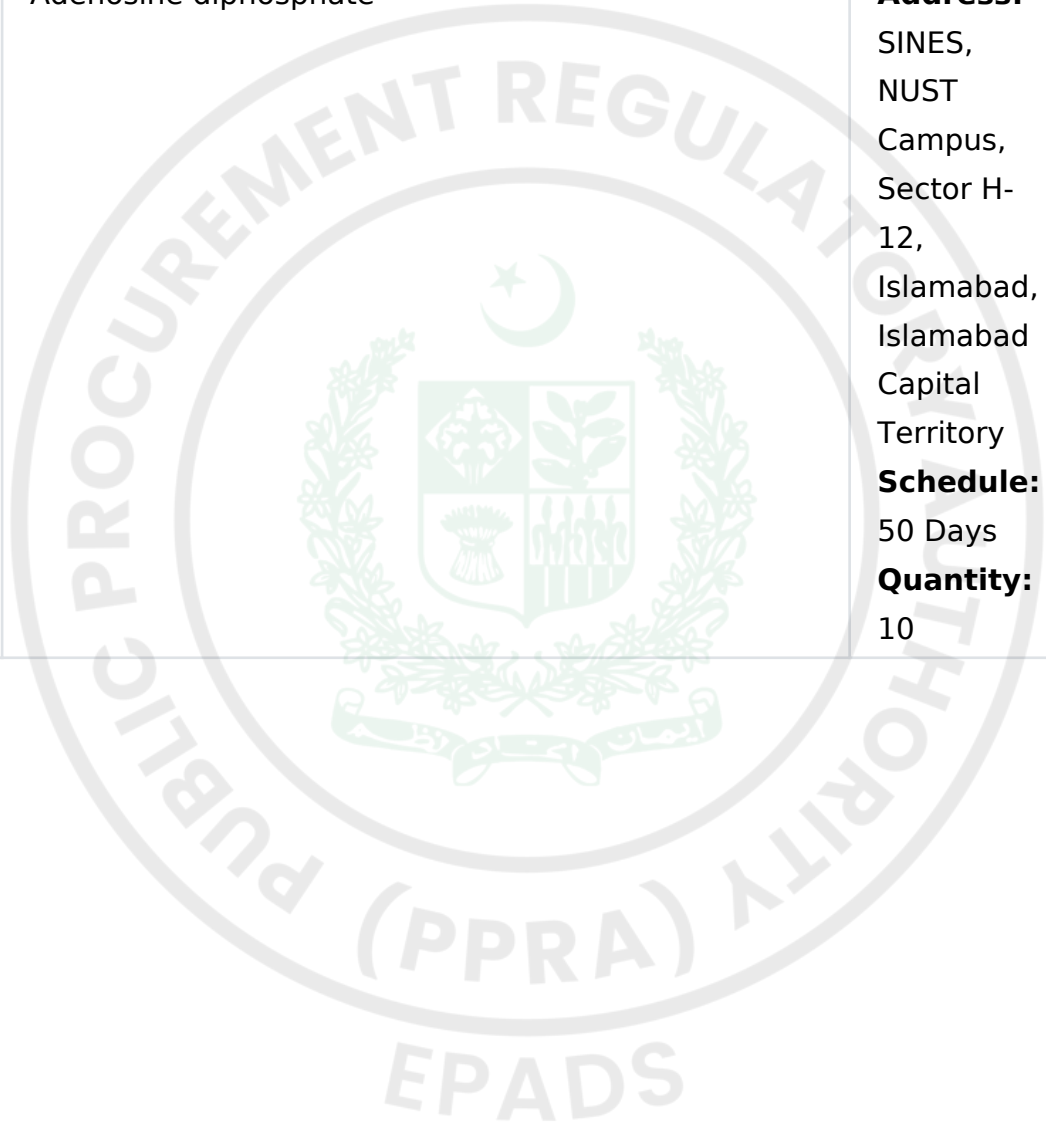 Adenosine diphosphate
Address:
SINES,
NUST
Campus,
Sector H-
12,
Islamabad,
Islamabad
Capital
Territory
Schedule:
50 Days
Quantity:
10
PUBLIC PROCUREMENT REGULATORY AUTHORITY
(PPRA)
EPADS